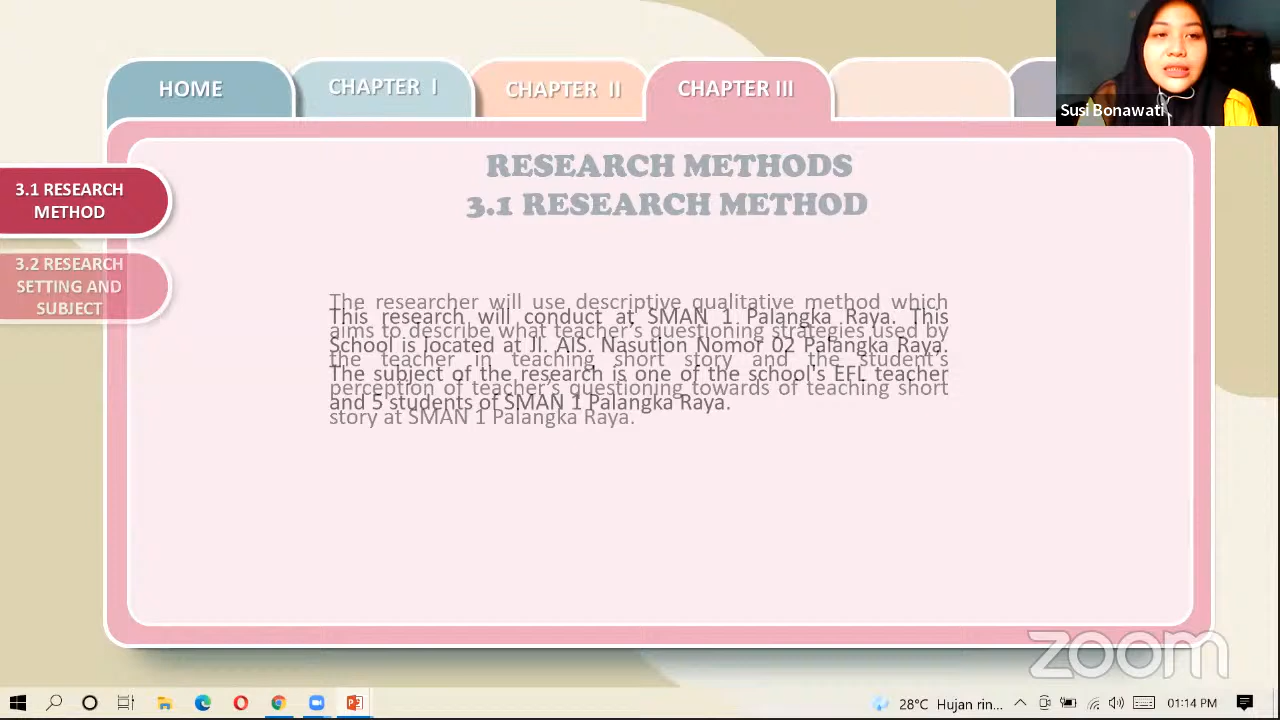 HOME
CHAPTER I
CHAPTER II
CHAPTER III
Susi Bonawati
RESEARCH METHODS
3.1 RESEARCH METHOD
3.1 RESEARCH
METHOD
3.2 RESEARCH
SETTING AND
SUBJECT
The researcher will use descriptive qualitative method which
aims to describe what teacher's questioning strategies used by
the teacher in teaching short story and the student's
perception of teacher's questioning towards of teaching short
story at SMAN 1 Palangka Raya.
This research will conduct at SMAN 1 Palangka Raya. This
School is located at Jl. AIS. Nasution Nomor 02 Palangka Raya.
The subject of the research is one of the school's EFL teacher
and 5 students of SMAN 1 Palangka Raya.
zoom
28°C Hujan rin...
01:14 PM